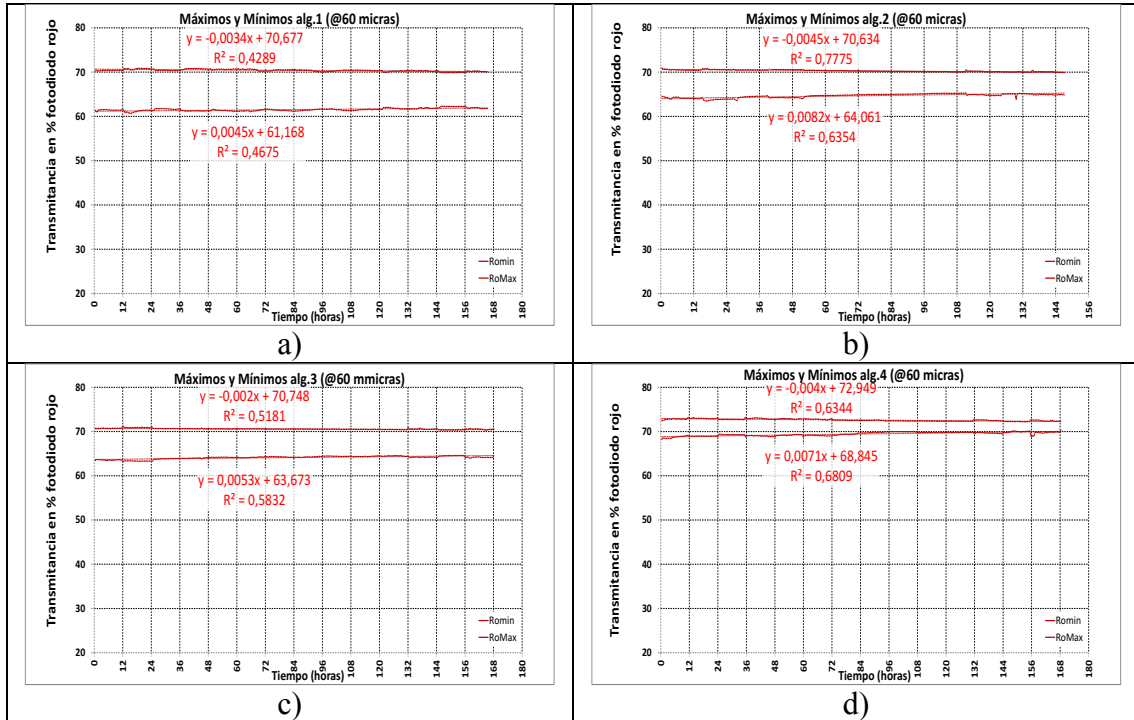 Máximos y Mínimos alg.1 (@60 micras)
Transmitancia en % fotodiodo rojo
80
70
60
50
40
30
20
y = -0,0034x + 70,677
R² = 0,4289
y = 0,0045x + 61,168
R² = 0,4675
Romin
RoMax
0 12 24 36 48 60 72 84 96 108 120 132 144 156 168 180
Tiempo (horas)
a)
Máximos y Mínimos alg.2 (@60 micras)
Transmitancia en % fotodiodo rojo
80
70
60
50
40
30
20
y = -0,0045x + 70,634
R² = 0,7775
y = 0,0082x + 64,061
R² = 0,6354
Romin
RoMax
0 12 24 36 48 60 72 84 96 108 120 132 144 156
Tiempo (horas)
b)
Máximos y Mínimos alg.3 (@60 mmicras)
Transmitancia en % fotodiodo rojo
80
70
60
50
40
30
20
y = -0,002x + 70,748
R² = 0,5181
y = 0,0053x + 63,673
R² = 0,5832
Romin
RoMax
0 12 24 36 48 60 72 84 96 108 120 132 144 156 168 180
Tiempo (horas)
c)
Máximos y Mínimos alg.4 (@60 micras)
Transmitancia en % fotodiodo rojo
80
70
60
50
40
30
20
y = -0,004x + 72,949
R² = 0,6344
y = 0,0071x + 68,845
R² = 0,6809
Romin
RoMax
0 12 24 36 48 60 72 84 96 108 120 132 144 156 168 180
Tiempo (horas)
d)